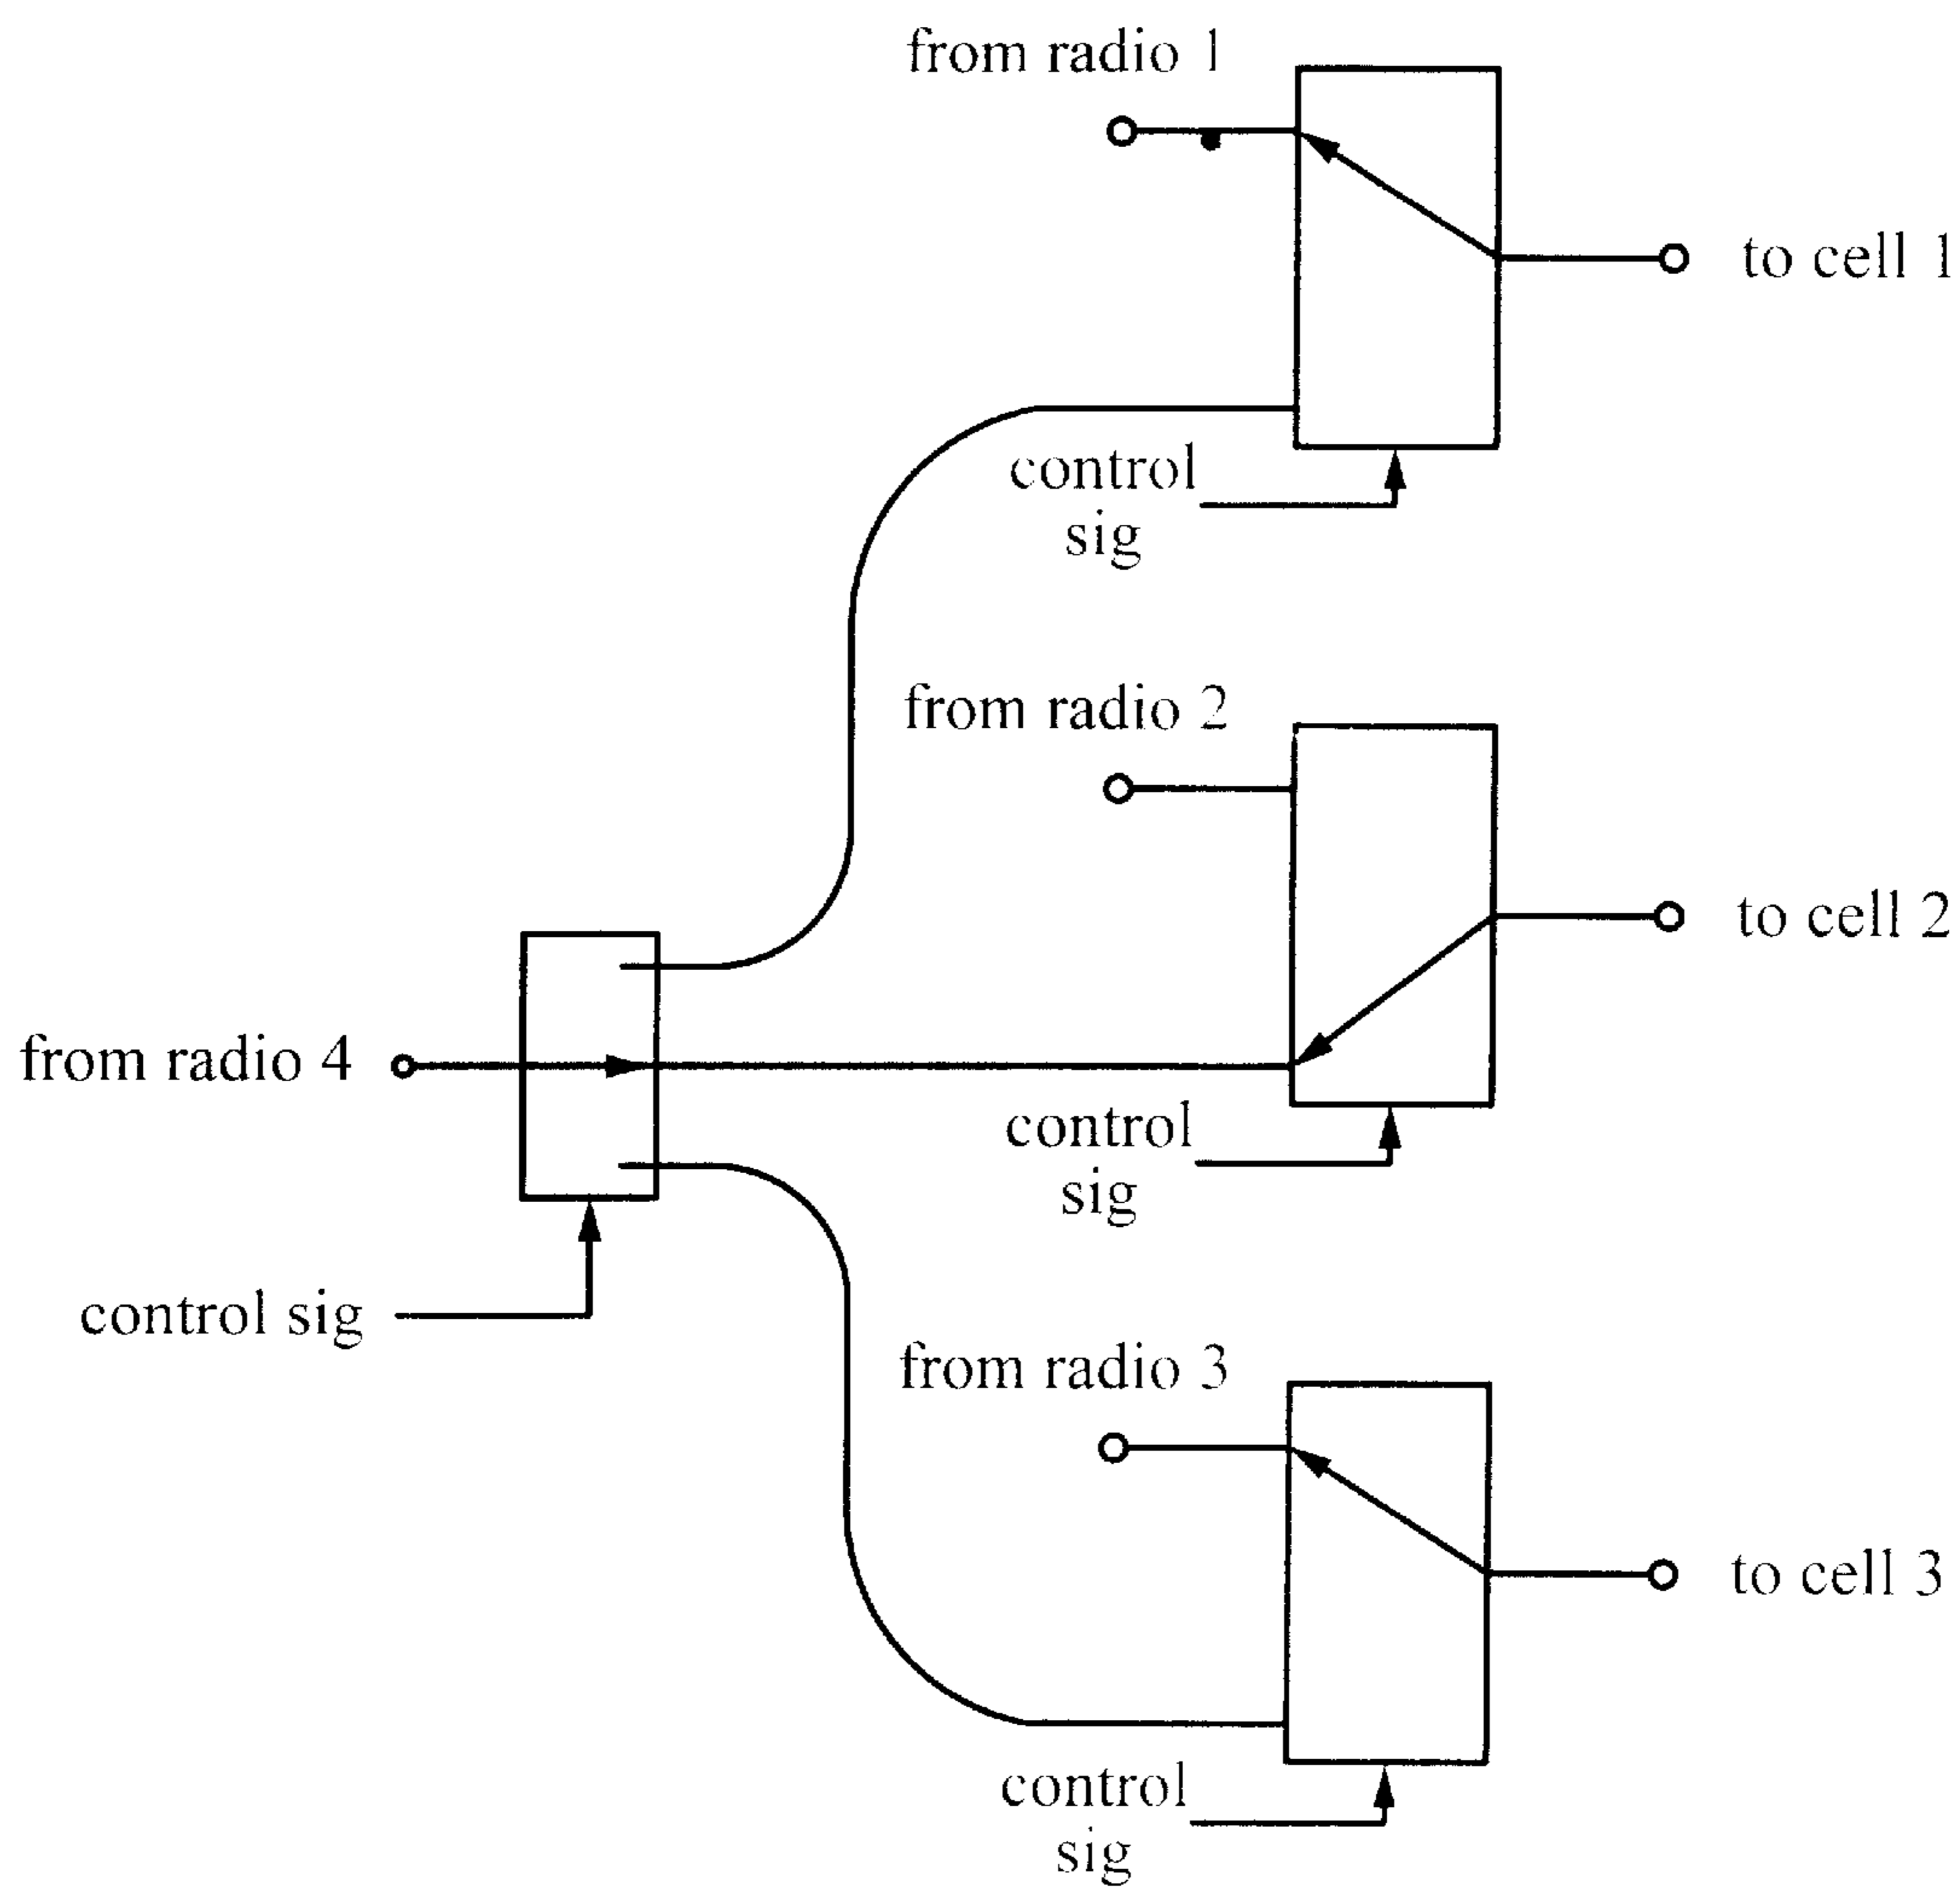 from radio 1
to cell 1
control
sig
from radio 2
to cell 2
from radio 4
control
sig
control sig
from radio 3
to cell 3
control
sig